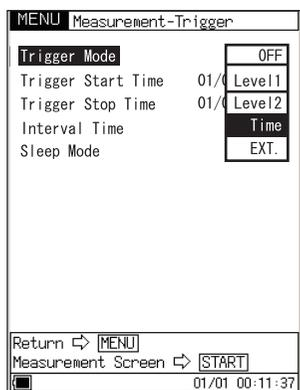 MENU Measurement-Trigger
Trigger Mode OFF
Trigger Start Time 01/0 Level1
Trigger Stop Time 01/0 Level2
Interval Time Time
Sleep Mode EXT.
Return ⇨ MENU
Measurement Screen ⇨ START
01/01 00:11:37